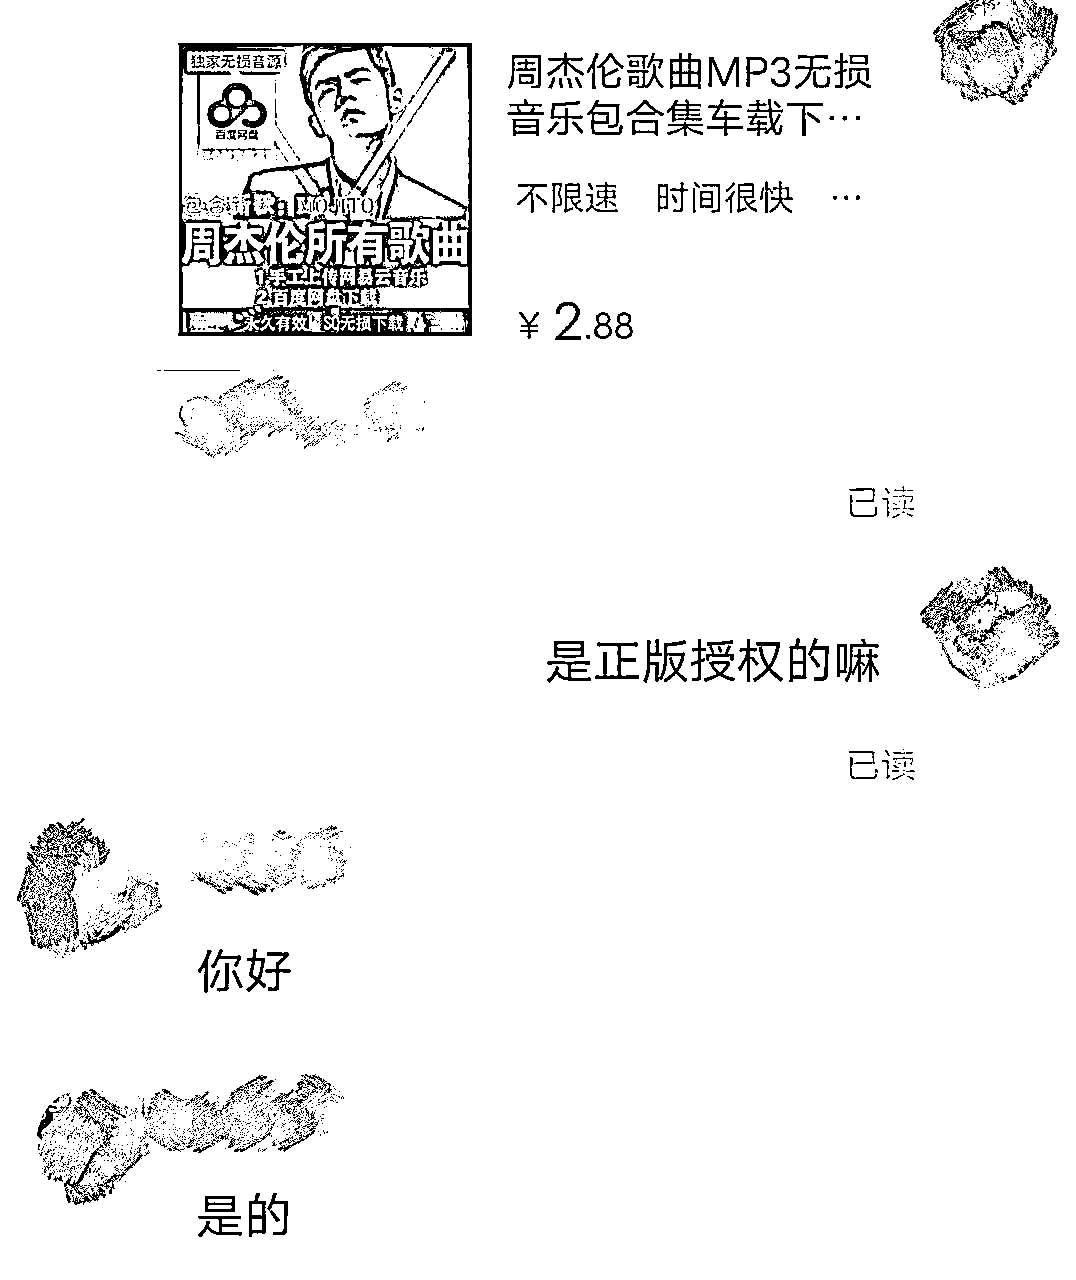 独家无损音源
百度网盘
周杰伦歌曲MP3无损
音乐包合集车载下…
不限速 时间很快 …
包含新歌：MOJITO
周杰伦所有歌曲
1.手工上传网易云音乐
2.百度网盘下载
永久有效 SQ无损下载
¥2.88
已读
是正版授权的嘛
已读
你好
是的